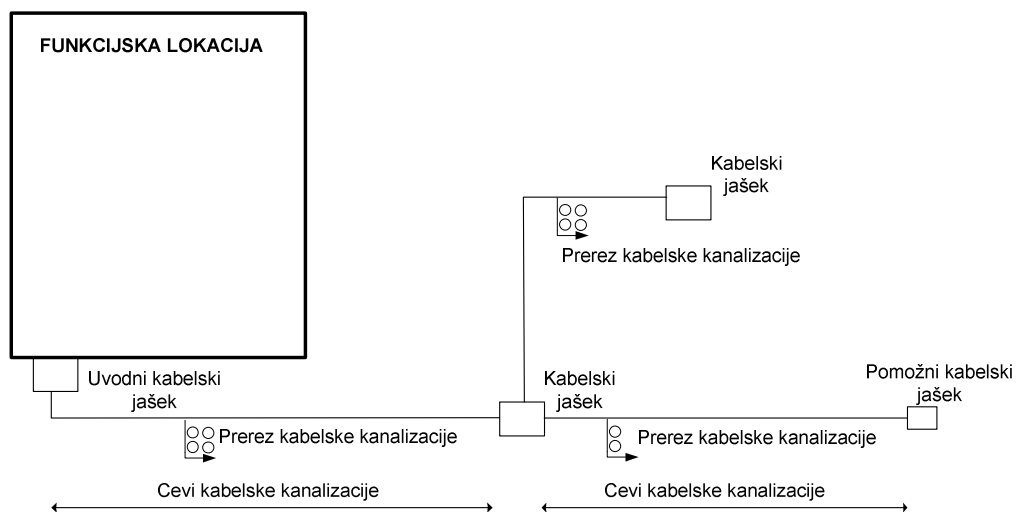 FUNKCIJSKA LOKACIJA
Kabelski
jašek
Prerez kabelske kanalizacije
Uvodni kabelski
jašek
Kabelski
jašek
Pomožni kabelski
jašek
Prerez kabelske kanalizacije
Prerez kabelske kanalizacije
Cevi kabelske kanalizacije
Cevi kabelske kanalizacije